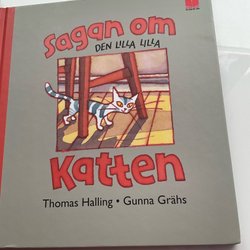 Sagan om
DEN LILLA LILLA
Katten
Thomas Halling • Gunna Grähs